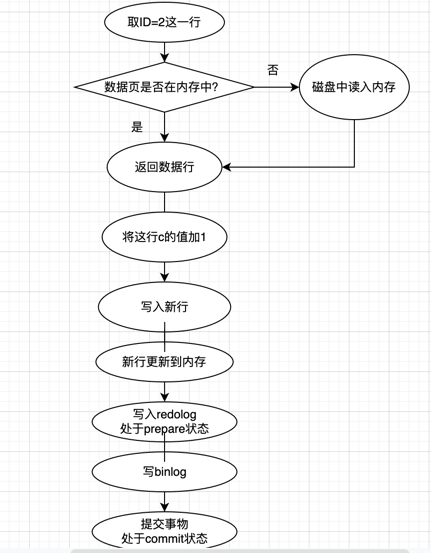 取ID=2这一行
数据页是否在内存中?
否
磁盘中读入内存
是
返回数据行
将这行c的值加1
写入新行
新行更新到内存
写入redolog
处于prepare状态
写binlog
提交事物
处于commit状态